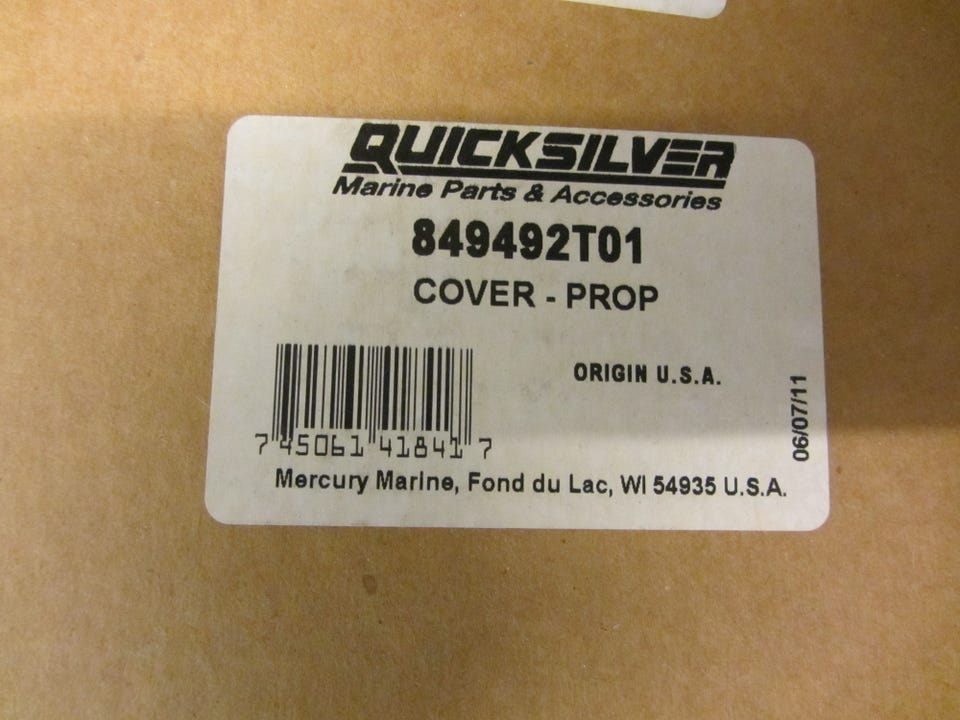 QUICKSILVER
Marine Parts & Accessories
849492T01
COVER - PROP
ORIGIN U.S.A.
06/07/11
7 45061 41841 7
Mercury Marine, Fond du Lac, WI 54935 U.S.A.